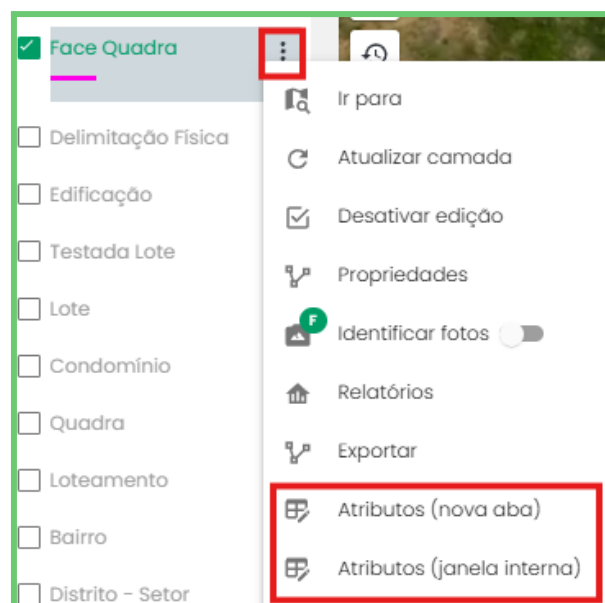 Face Quadra
Delimitação Física
Edificação
Testada Lote
Lote
Condomínio
Quadra
Loteamento
Bairro
Distrito - Setor
Ir para
Atualizar camada
Desativar edição
Propriedades
F
Identificar fotos
Relatórios
Exportar
Atributos (nova aba)
Atributos (janela interna)